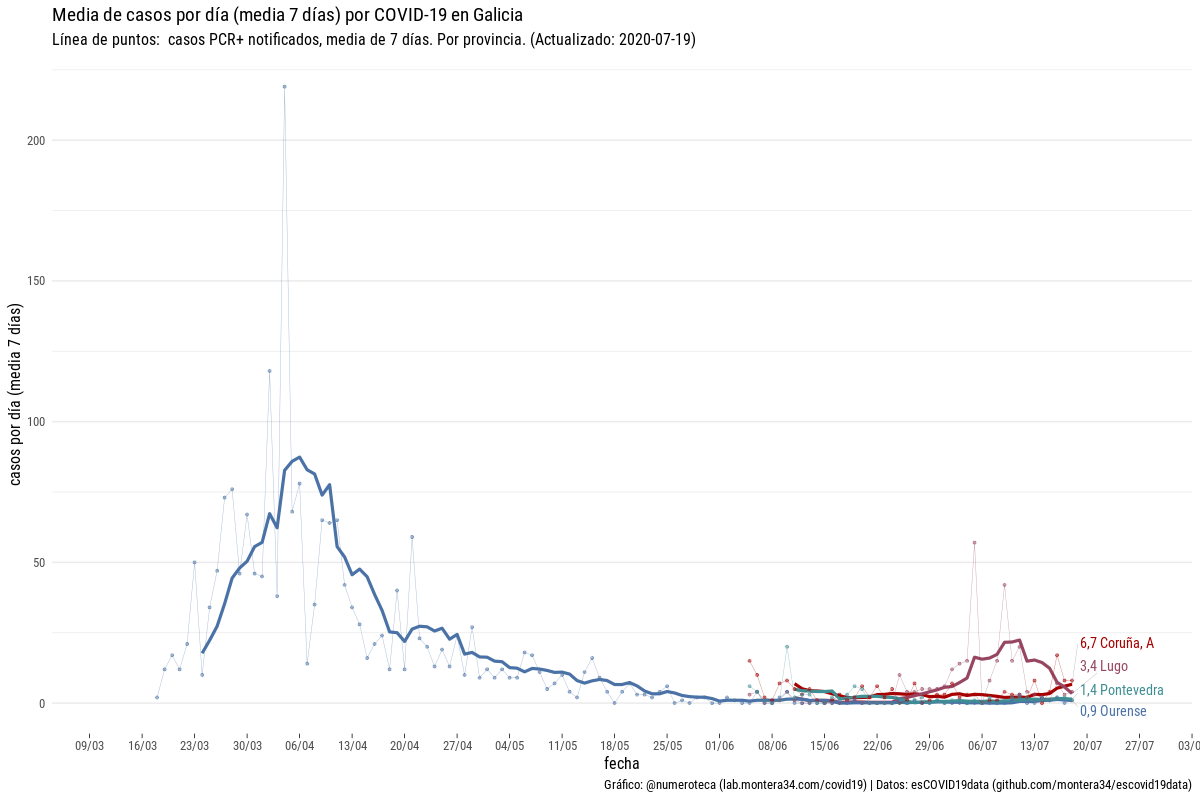 Media de casos por día (media 7 días) por COVID-19 en Galicia
Línea de puntos:  casos PCR+ notificados, media de 7 días. Por provincia. (Actualizado: 2020-07-19)
casos por día (media 7 días)
200
150
100
50
0
6,7 Coruña, A
3,4 Lugo
1,4 Pontevedra
0,9 Ourense
09/03 16/03 23/03 30/03 06/04 13/04 20/04 27/04 04/05 11/05 18/05 25/05 01/06 08/06 15/06 22/06 29/06 06/07 13/07 20/07 27/07 03/0
fecha
Gráfico: @numeroteca (lab.montera34.com/covid19) | Datos: esCOVID19data (github.com/montera34/escovid19data)